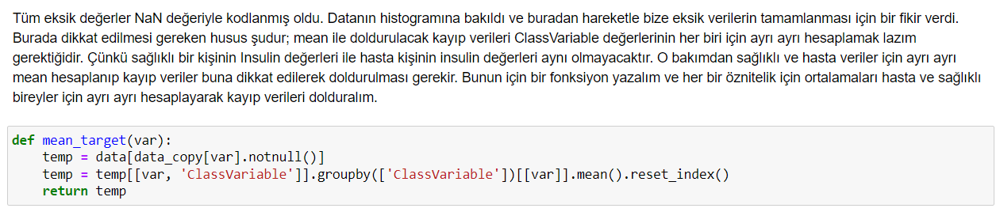 Tüm eksik değerler NaN değeriyle kodlanmış oldu. Datanın histogramına bakıldı ve buradan hareketle bize eksik verilerin tamamlanması için bir fikir verdi.
Burada dikkat edilmesi gereken husus şudur; mean ile doldurulacak kayıp verileri ClassVariable değerlerinin her biri için ayrı ayrı hesaplamak lazım
gerektiğidir. Çünkü sağlıklı bir kişinin Insulin değerleri ile hasta kişinin insulin değerleri aynı olmayacaktır. O bakımdan sağlıklı ve hasta veriler için ayrı ayrı
mean hesaplanıp kayıp veriler buna dikkat edilerek doldurulması gerekir. Bunun için bir fonksiyon yazalım ve her bir öznitelik için ortalamaları hasta ve sağlıklı
bireyler için ayrı ayrı hesaplayarak kayıp verileri dolduralım.
def mean_target(var):
    temp = data[data_copy[var].notnull()]
    temp = temp[[var, 'ClassVariable']].groupby(['ClassVariable'])[[var]].mean().reset_index()
    return temp